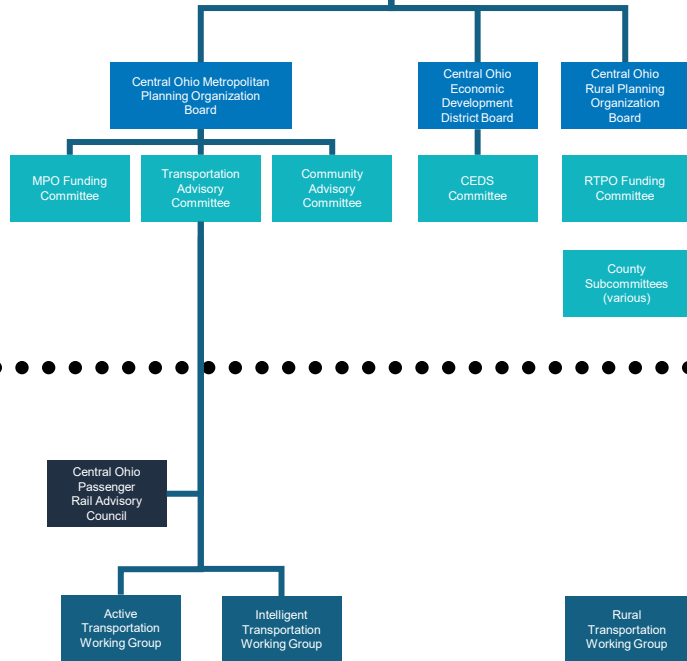 Central Ohio Metropolitan
Planning Organization
Board
Central Ohio
Economic
Development
District Board
Central Ohio
Rural Planning
Organization
Board
MPO Funding
Committee
Transportation
Advisory
Committee
Community
Advisory
Committee
CEDS
Committee
RTPO Funding
Committee
County
Subcommittees
(various)
Central Ohio
Passenger
Rail Advisory
Council
Active
Transportation
Working Group
Intelligent
Transportation
Working Group
Rural
Transportation
Working Group